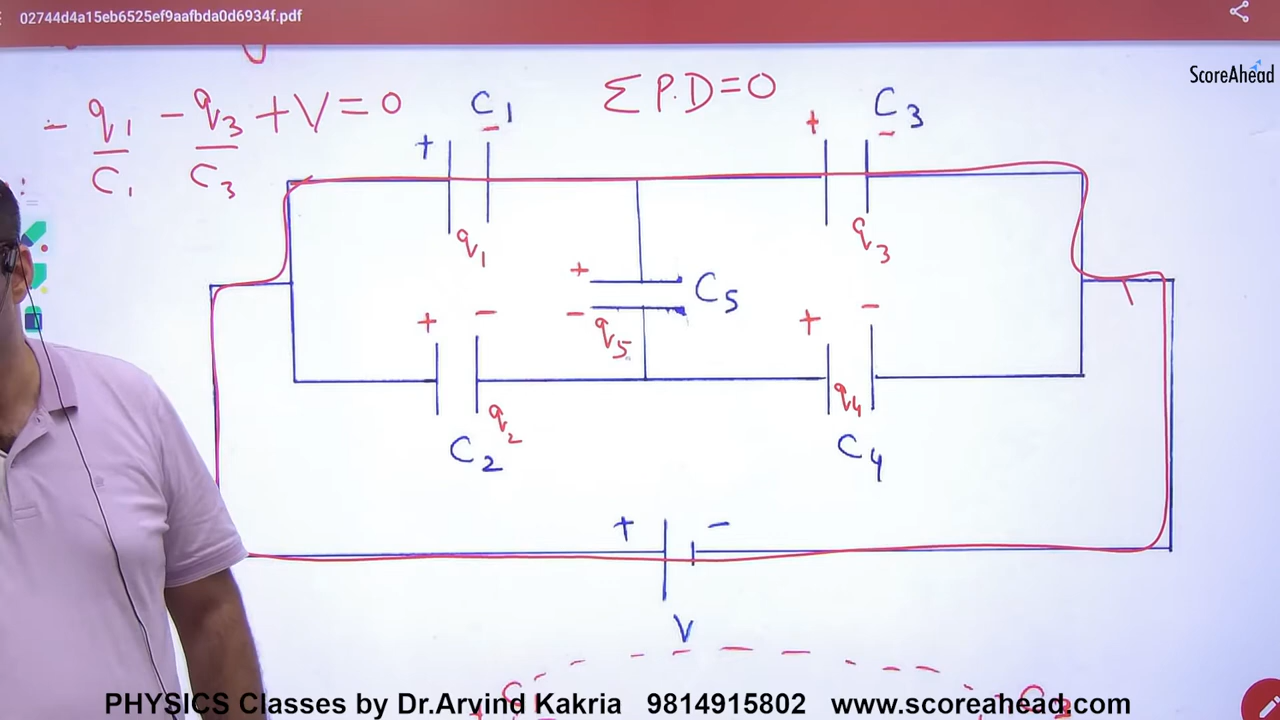 02744d4a15eb6525ef9aafbda0d6934f.pdf
ScoreAhead
- q1/C1 - q3/C3 + V = 0
Σ P.D = 0
C1
C3
+
-
+
-
q1
q3
+
-
q5
C5
+
-
+
-
q2
q4
C2
C4
+
-
V
PHYSICS Classes by Dr.Arvind Kakria 9814915802 www.scoreahead.com